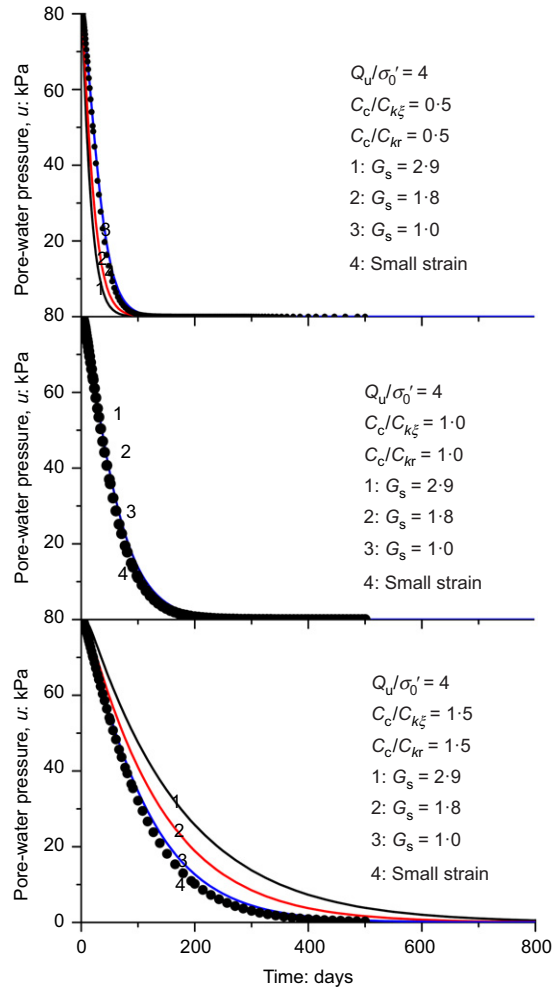 80
60
40
20
Pore-water pressure, u: kPa
Qu/σ0′ = 4
Cc/Ckξ = 0·5
Cc/Ckr = 0·5
1: Gs = 2·9
2: Gs = 1·8
3: Gs = 1·0
4: Small strain
3
2
4
1
80
60
40
20
Pore-water pressure, u: kPa
Qu/σ0′ = 4
Cc/Ckξ = 1·0
Cc/Ckr = 1·0
1: Gs = 2·9
2: Gs = 1·8
3: Gs = 1·0
4: Small strain
1
2
3
4
80
60
40
20
0
Pore-water pressure, u: kPa
Qu/σ0′ = 4
Cc/Ckξ = 1·5
Cc/Ckr = 1·5
1: Gs = 2·9
2: Gs = 1·8
3: Gs = 1·0
4: Small strain
1
2
3
4
0 200 400 600 800
Time: days